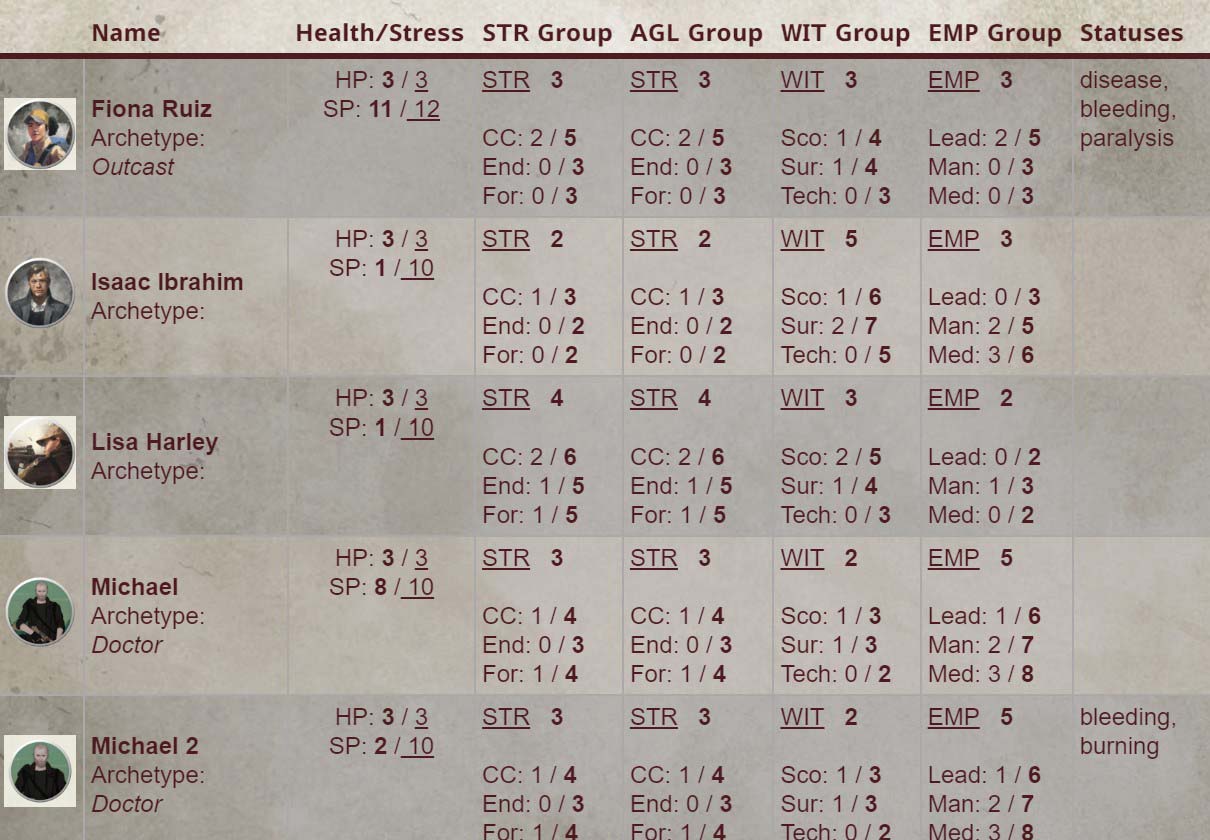 Name Health/Stress STR Group AGL Group WIT Group EMP Group Statuses
HP: 3 / 3 STR 3 STR 3 WIT 3 EMP 3 disease,
Fiona Ruiz SP: 11 / 12 bleeding,
Archetype: CC: 2 / 5 CC: 2 / 5 Sco: 1 / 4 Lead: 2 / 5 paralysis
Outcast End: 0 / 3 End: 0 / 3 Sur: 1 / 4 Man: 0 / 3
For: 0 / 3 For: 0 / 3 Tech: 0 / 3 Med: 0 / 3
HP: 3 / 3 STR 2 STR 2 WIT 5 EMP 3
SP: 1 / 10
Isaac Ibrahim CC: 1 / 3 CC: 1 / 3 Sco: 1 / 6 Lead: 0 / 3
Archetype: End: 0 / 2 End: 0 / 2 Sur: 2 / 7 Man: 2 / 5
For: 0 / 2 For: 0 / 2 Tech: 0 / 5 Med: 3 / 6
HP: 3 / 3 STR 4 STR 4 WIT 3 EMP 2
SP: 1 / 10
Lisa Harley CC: 2 / 6 CC: 2 / 6 Sco: 2 / 5 Lead: 0 / 2
Archetype: End: 1 / 5 End: 1 / 5 Sur: 1 / 4 Man: 1 / 3
For: 1 / 5 For: 1 / 5 Tech: 0 / 3 Med: 0 / 2
HP: 3 / 3 STR 3 STR 3 WIT 2 EMP 5
Michael SP: 8 / 10
Archetype: CC: 1 / 4 CC: 1 / 4 Sco: 1 / 3 Lead: 1 / 6
Doctor End: 0 / 3 End: 0 / 3 Sur: 1 / 3 Man: 2 / 7
For: 1 / 4 For: 1 / 4 Tech: 0 / 2 Med: 3 / 8
HP: 3 / 3 STR 3 STR 3 WIT 2 EMP 5 bleeding,
Michael 2 SP: 2 / 10 burning
Archetype: CC: 1 / 4 CC: 1 / 4 Sco: 1 / 3 Lead: 1 / 6
Doctor End: 0 / 3 End: 0 / 3 Sur: 1 / 3 Man: 2 / 7
For: 1 / 4 For: 1 / 4 Tech: 0 / 2 Med: 3 / 8